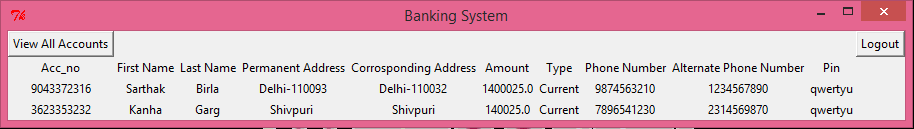 Banking System
View All Accounts Logout
Acc_no First Name Last Name Permanent Address Corrosponding Address Amount Type Phone Number Alternate Phone Number Pin
9043372316 Sarthak Birla Delhi-110093 Delhi-110032 1400025.0 Current 9874563210 1234567890 qwertyu
3623353232 Kanha Garg Shivpuri Shivpuri 140025.0 Current 7896541230 2314569870 qwertyu